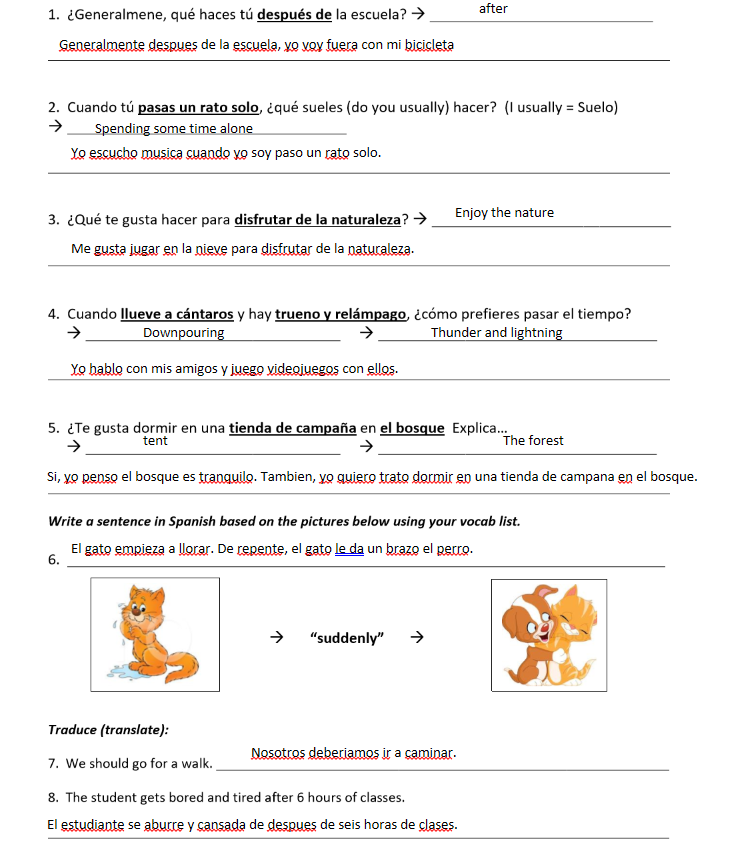 1. ¿Generalmene, qué haces tú después de la escuela? → after
Generalmente despues de la escuela, yo voy fuera con mi bicicleta
2. Cuando tú pasas un rato solo, ¿qué sueles (do you usually) hacer? (I usually = Suelo)
→ Spending some time alone
Yo escucho musica cuando yo soy paso un rato solo.
3. ¿Qué te gusta hacer para disfrutar de la naturaleza? → Enjoy the nature
Me gusta jugar en la nieve para disfrutar de la naturaleza.
4. Cuando llueve a cántaros y hay trueno y relámpago, ¿cómo prefieres pasar el tiempo?
→ Downpouring → Thunder and lightning
Yo hablo con mis amigos y juego videojuegos con ellos.
5. ¿Te gusta dormir en una tienda de campaña en el bosque Explica...
→ tent → The forest
Si, yo penso el bosque es tranquilo. Tambien, yo quiero trato dormir en una tienda de campana en el bosque.
Write a sentence in Spanish based on the pictures below using your vocab list.
El gato empieza a llorar. De repente, el gato le da un brazo el perro.
6.
→ “suddenly” →
Traduce (translate):
7. We should go for a walk. Nosotros deberiamos ir a caminar.
8. The student gets bored and tired after 6 hours of classes.
El estudiante se aburre y cansada de despues de seis horas de clases.